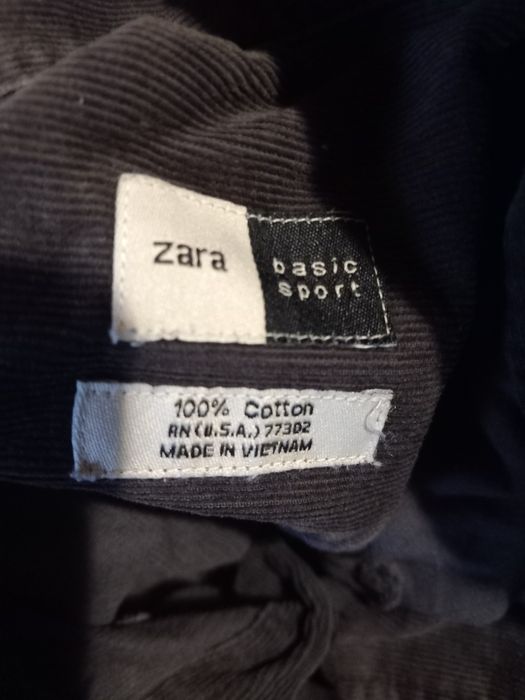 zara
basic
sport
100% Cotton
RN (U.S.A.) 77302
MADE IN VIETNAM